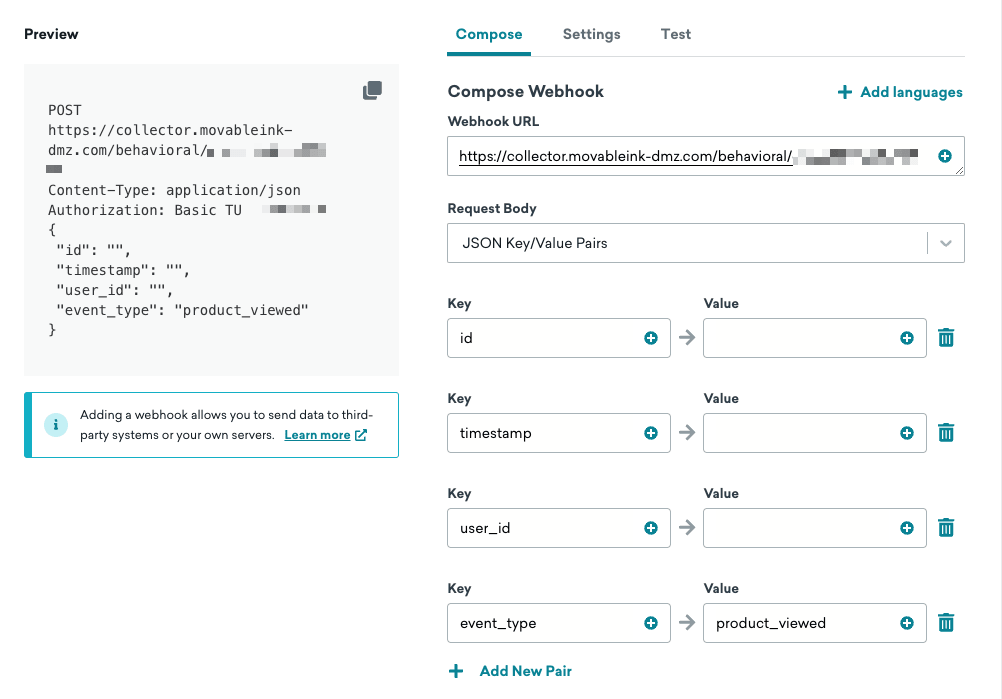 Preview
POST
https://collector.movableink-
dmz.com/behavioral/
Content-Type: application/json
Authorization: Basic TU
{
"id": "",
"timestamp": "",
"user_id": "",
"event_type": "product_viewed"
}
Adding a webhook allows you to send data to third-
party systems or your own servers. Learn more
Compose Settings Test
Compose Webhook Add languages
Webhook URL
https://collector.movableink-dmz.com/behavioral/
Request Body
JSON Key/Value Pairs
Key Value
id
Key Value
timestamp
Key Value
user_id
Key Value
event_type product_viewed
Add New Pair